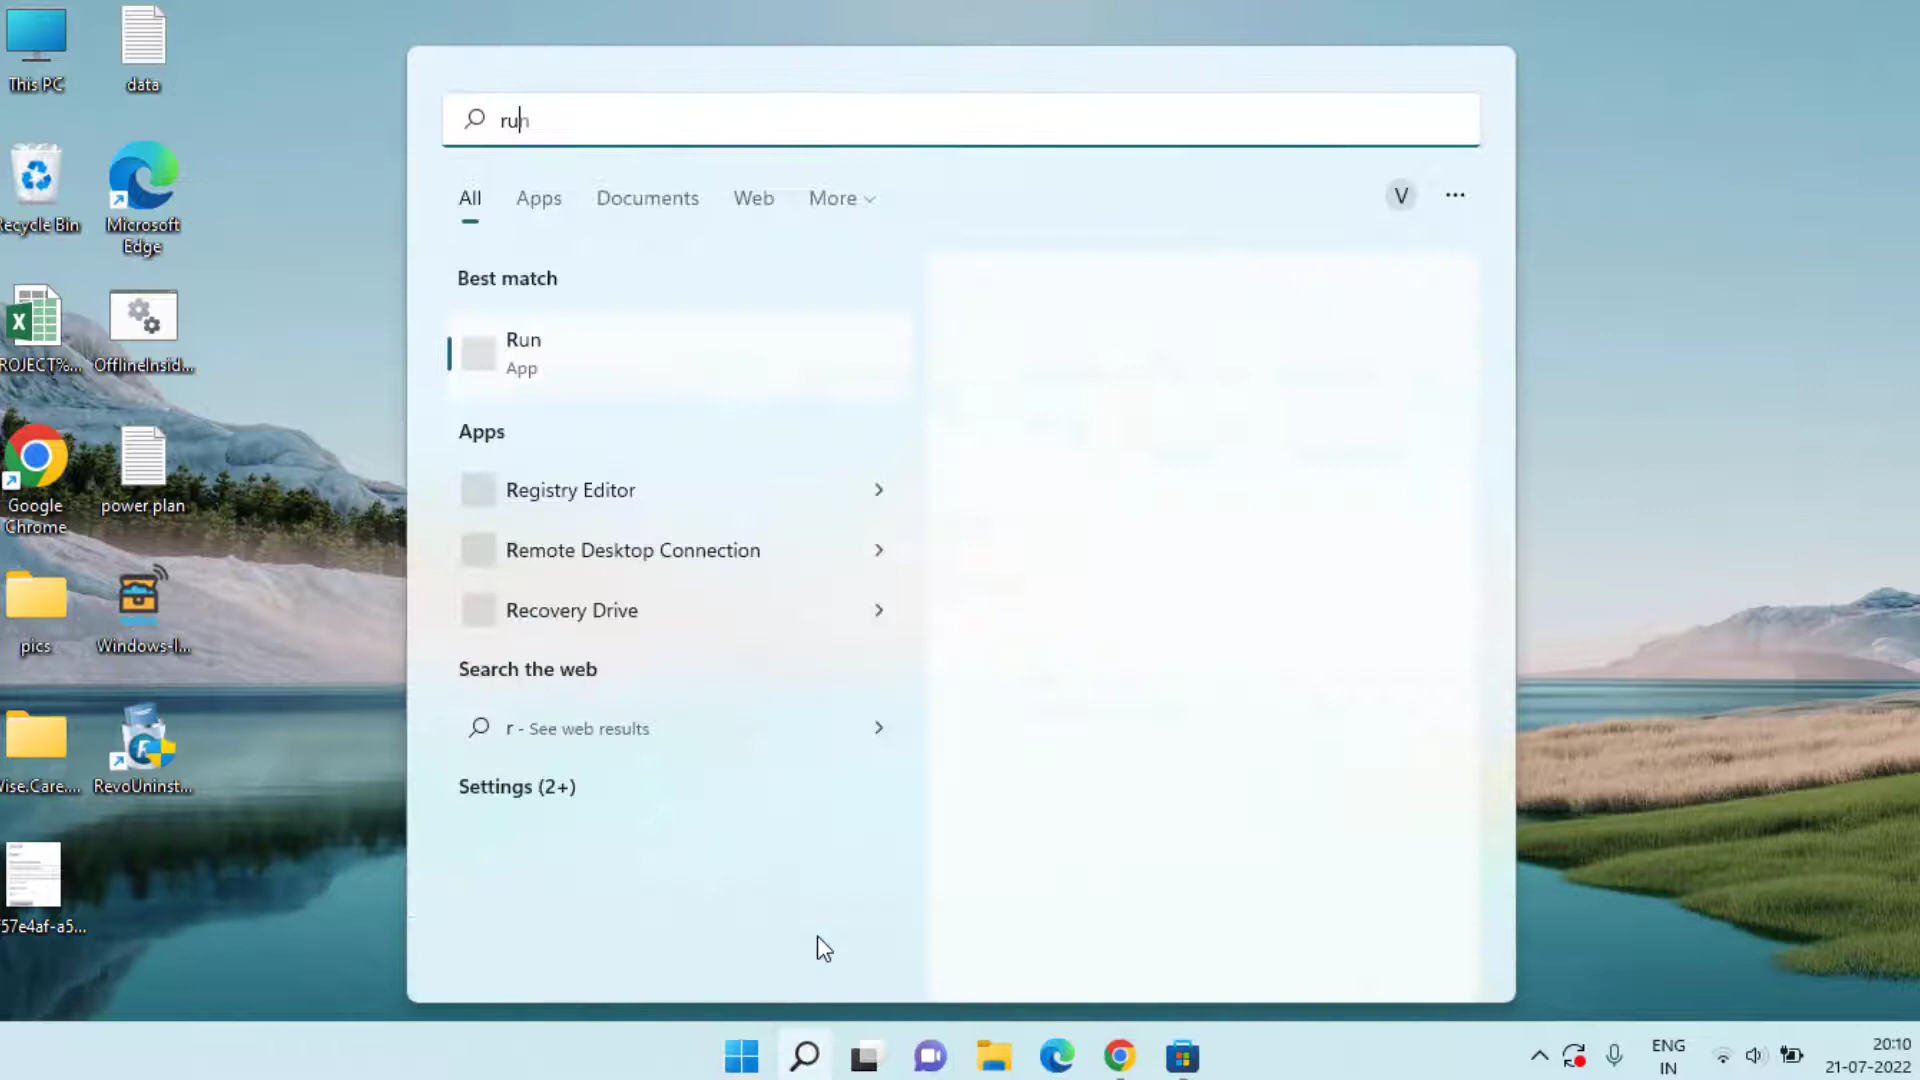 This PC
data
Recycle Bin
Microsoft
Edge
ROJECT%...
OfflineInsid...
Google
Chrome
power plan
pics
Windows-I...
Vise.Care....
RevoUninst...
57e4af-a5...
run
All
Apps
Documents
Web
More
V
Best match
Run
App
Apps
Registry Editor
Remote Desktop Connection
Recovery Drive
Search the web
r - See web results
Settings (2+)
ENG
IN
20:10
21-07-2022